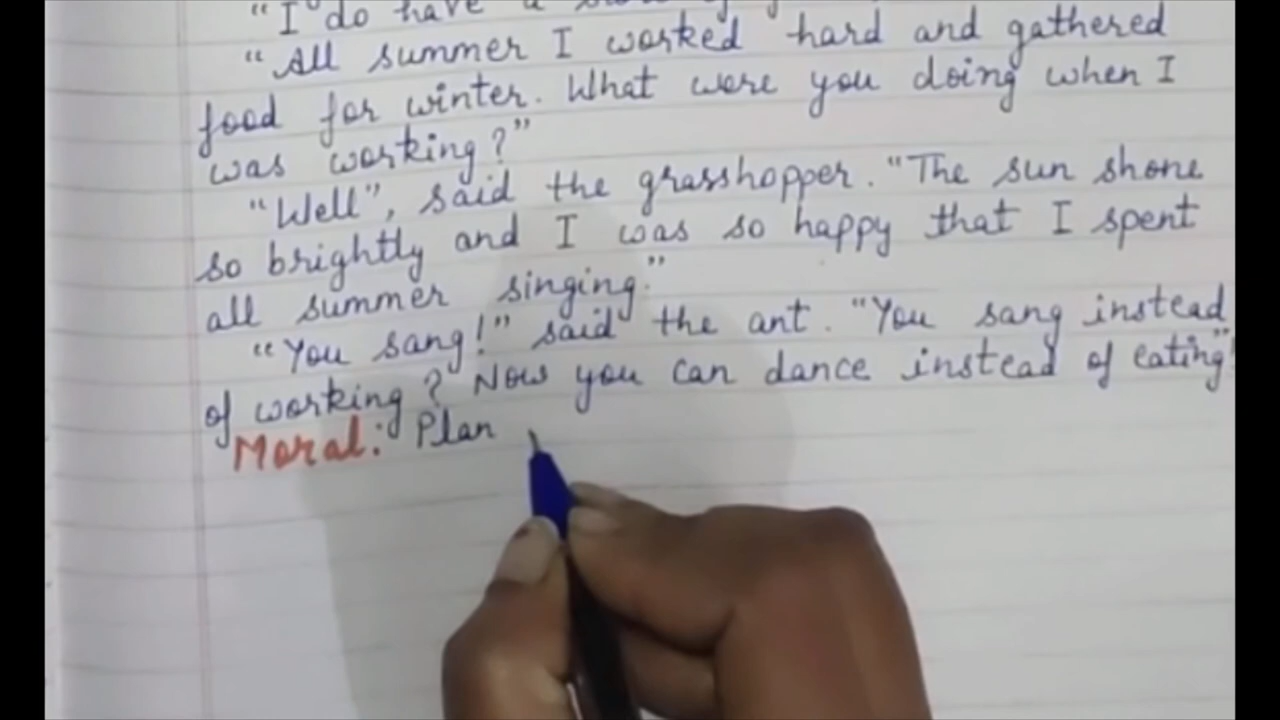 "I do have a
"All summer I worked hard and gathered
food for winter. What were you doing when I
was working?"
"Well", said the grasshopper. "The sun shone
so brightly and I was so happy that I spent
all summer singing."
"You sang!" said the ant. "You sang instead
of working? Now you can dance instead of eating"!
Moral: Plan